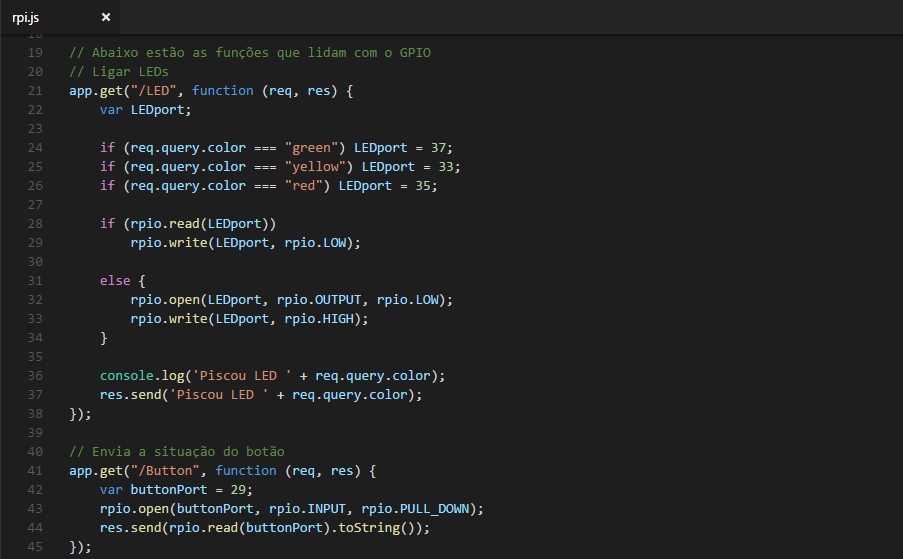 rpi.js ×
18
19 // Abaixo estão as funções que lidam com o GPIO
20 // Ligar LEDs
21 app.get("/LED", function (req, res) {
22     var LEDport;
23
24     if (req.query.color === "green") LEDport = 37;
25     if (req.query.color === "yellow") LEDport = 33;
26     if (req.query.color === "red") LEDport = 35;
27
28     if (rpio.read(LEDport))
29         rpio.write(LEDport, rpio.LOW);
30
31     else {
32         rpio.open(LEDport, rpio.OUTPUT, rpio.LOW);
33         rpio.write(LEDport, rpio.HIGH);
34     }
35
36     console.log('Piscou LED ' + req.query.color);
37     res.send('Piscou LED ' + req.query.color);
38 });
39
40 // Envia a situação do botão
41 app.get("/Button", function (req, res) {
42     var buttonPort = 29;
43     rpio.open(buttonPort, rpio.INPUT, rpio.PULL_DOWN);
44     res.send(rpio.read(buttonPort).toString());
45 });